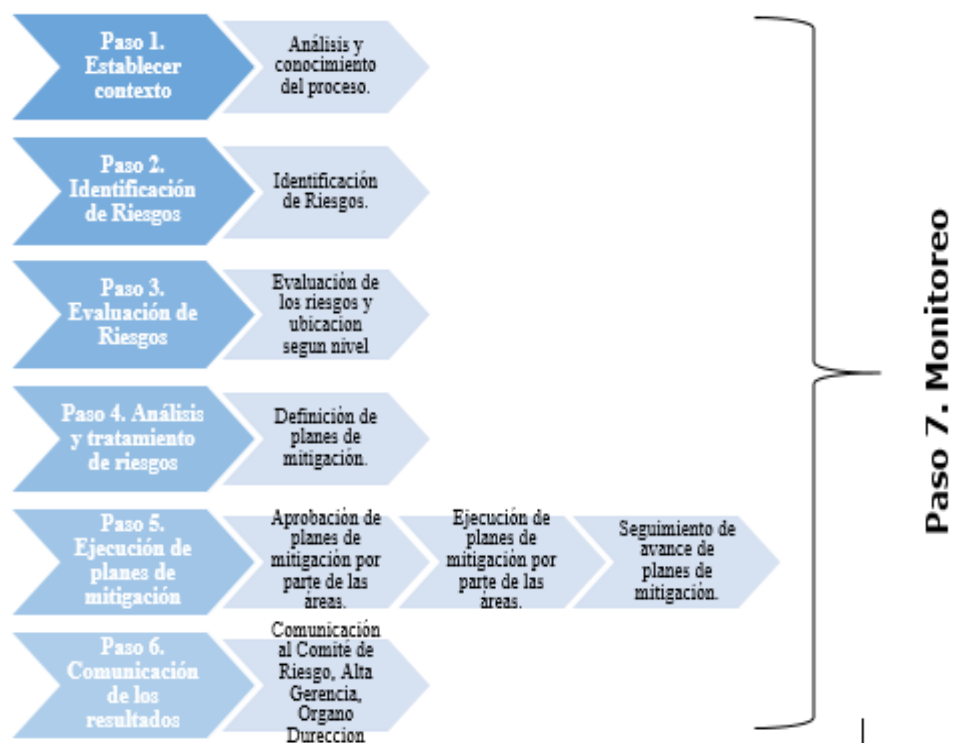 Paso 1.
Establecer
contexto
Análisis y
conocimiento
del proceso.
Paso 2.
Identificación
de Riesgos
Identificación
de Riesgos.
Paso 3.
Evaluación de
Riesgos
Evaluación de
los riesgos y
ubicacion
segun nivel
Paso 4. Análisis
y tratamiento
de riesgos
Definición de
planes de
mitigación.
Paso 5.
Ejecución de
planes de
mitigación
Aprobación de
planes de
mitigación por
parte de las
áreas.
Ejecución de
planes de
mitigación por
parte de las
áreas.
Seguimiento de
avance de
planes de
mitigación.
Paso 6.
Comunicación
de los
resultados
Comunicación
al Comité de
Riesgo, Alta
Gerencia,
Organo
Dureccion
Paso 7. Monitoreo